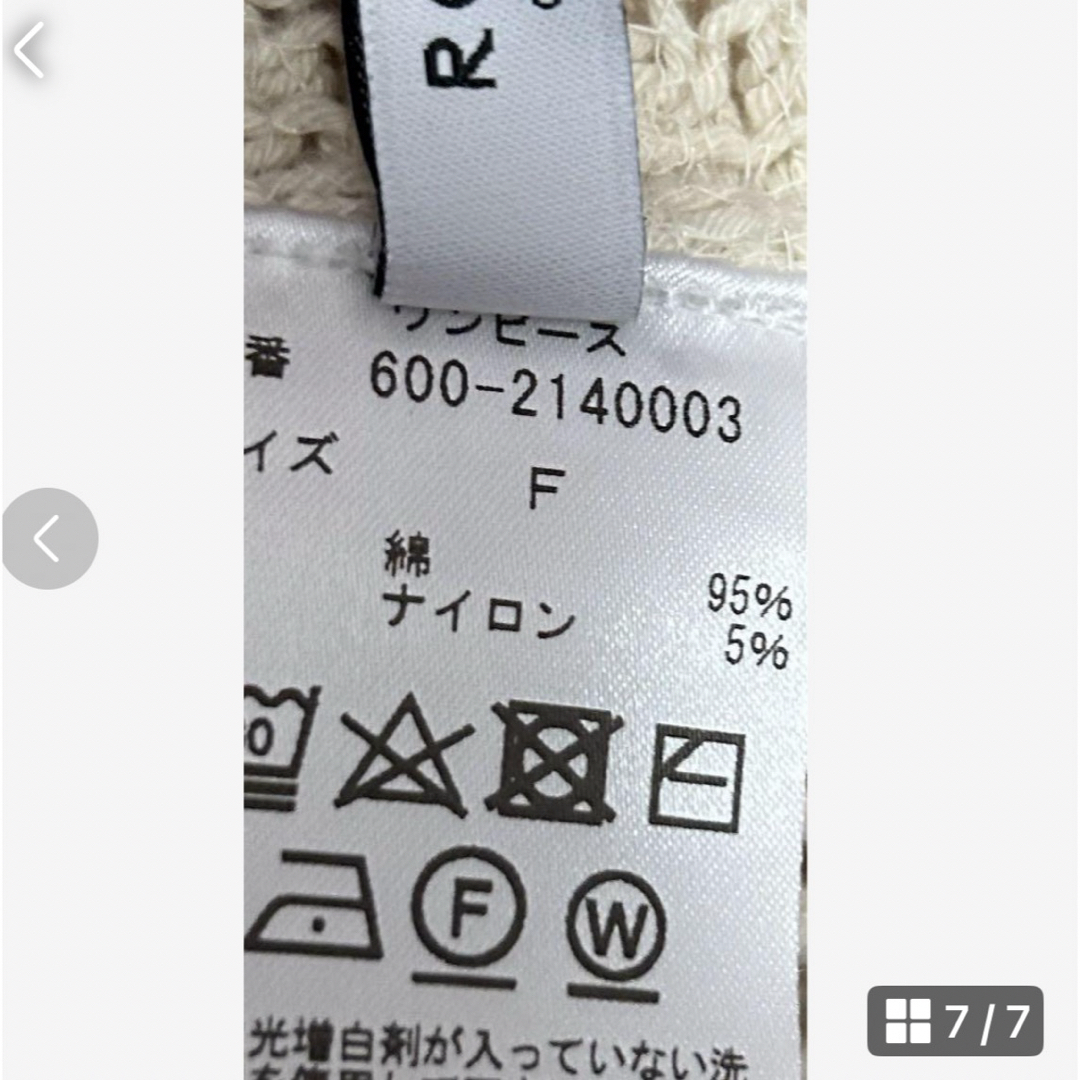 R
ワンピース
番 600-2140003
イズ F
綿 95%
ナイロン 5%
F W
光増白剤が入っていない洗
7/7